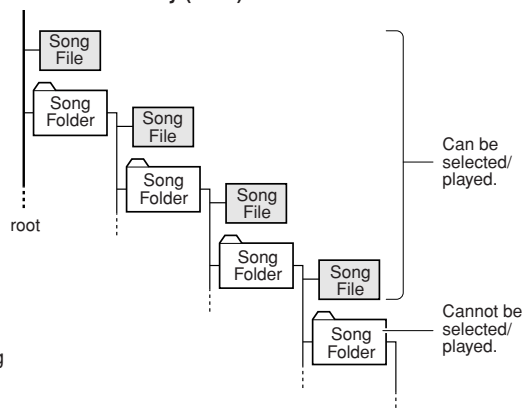 Song
File
Song
Folder
Song
File
Can be
selected/
played.
Song
Folder
Song
File
root
Song
Folder
Song
File
Cannot be
selected/
played.
Song
Folder